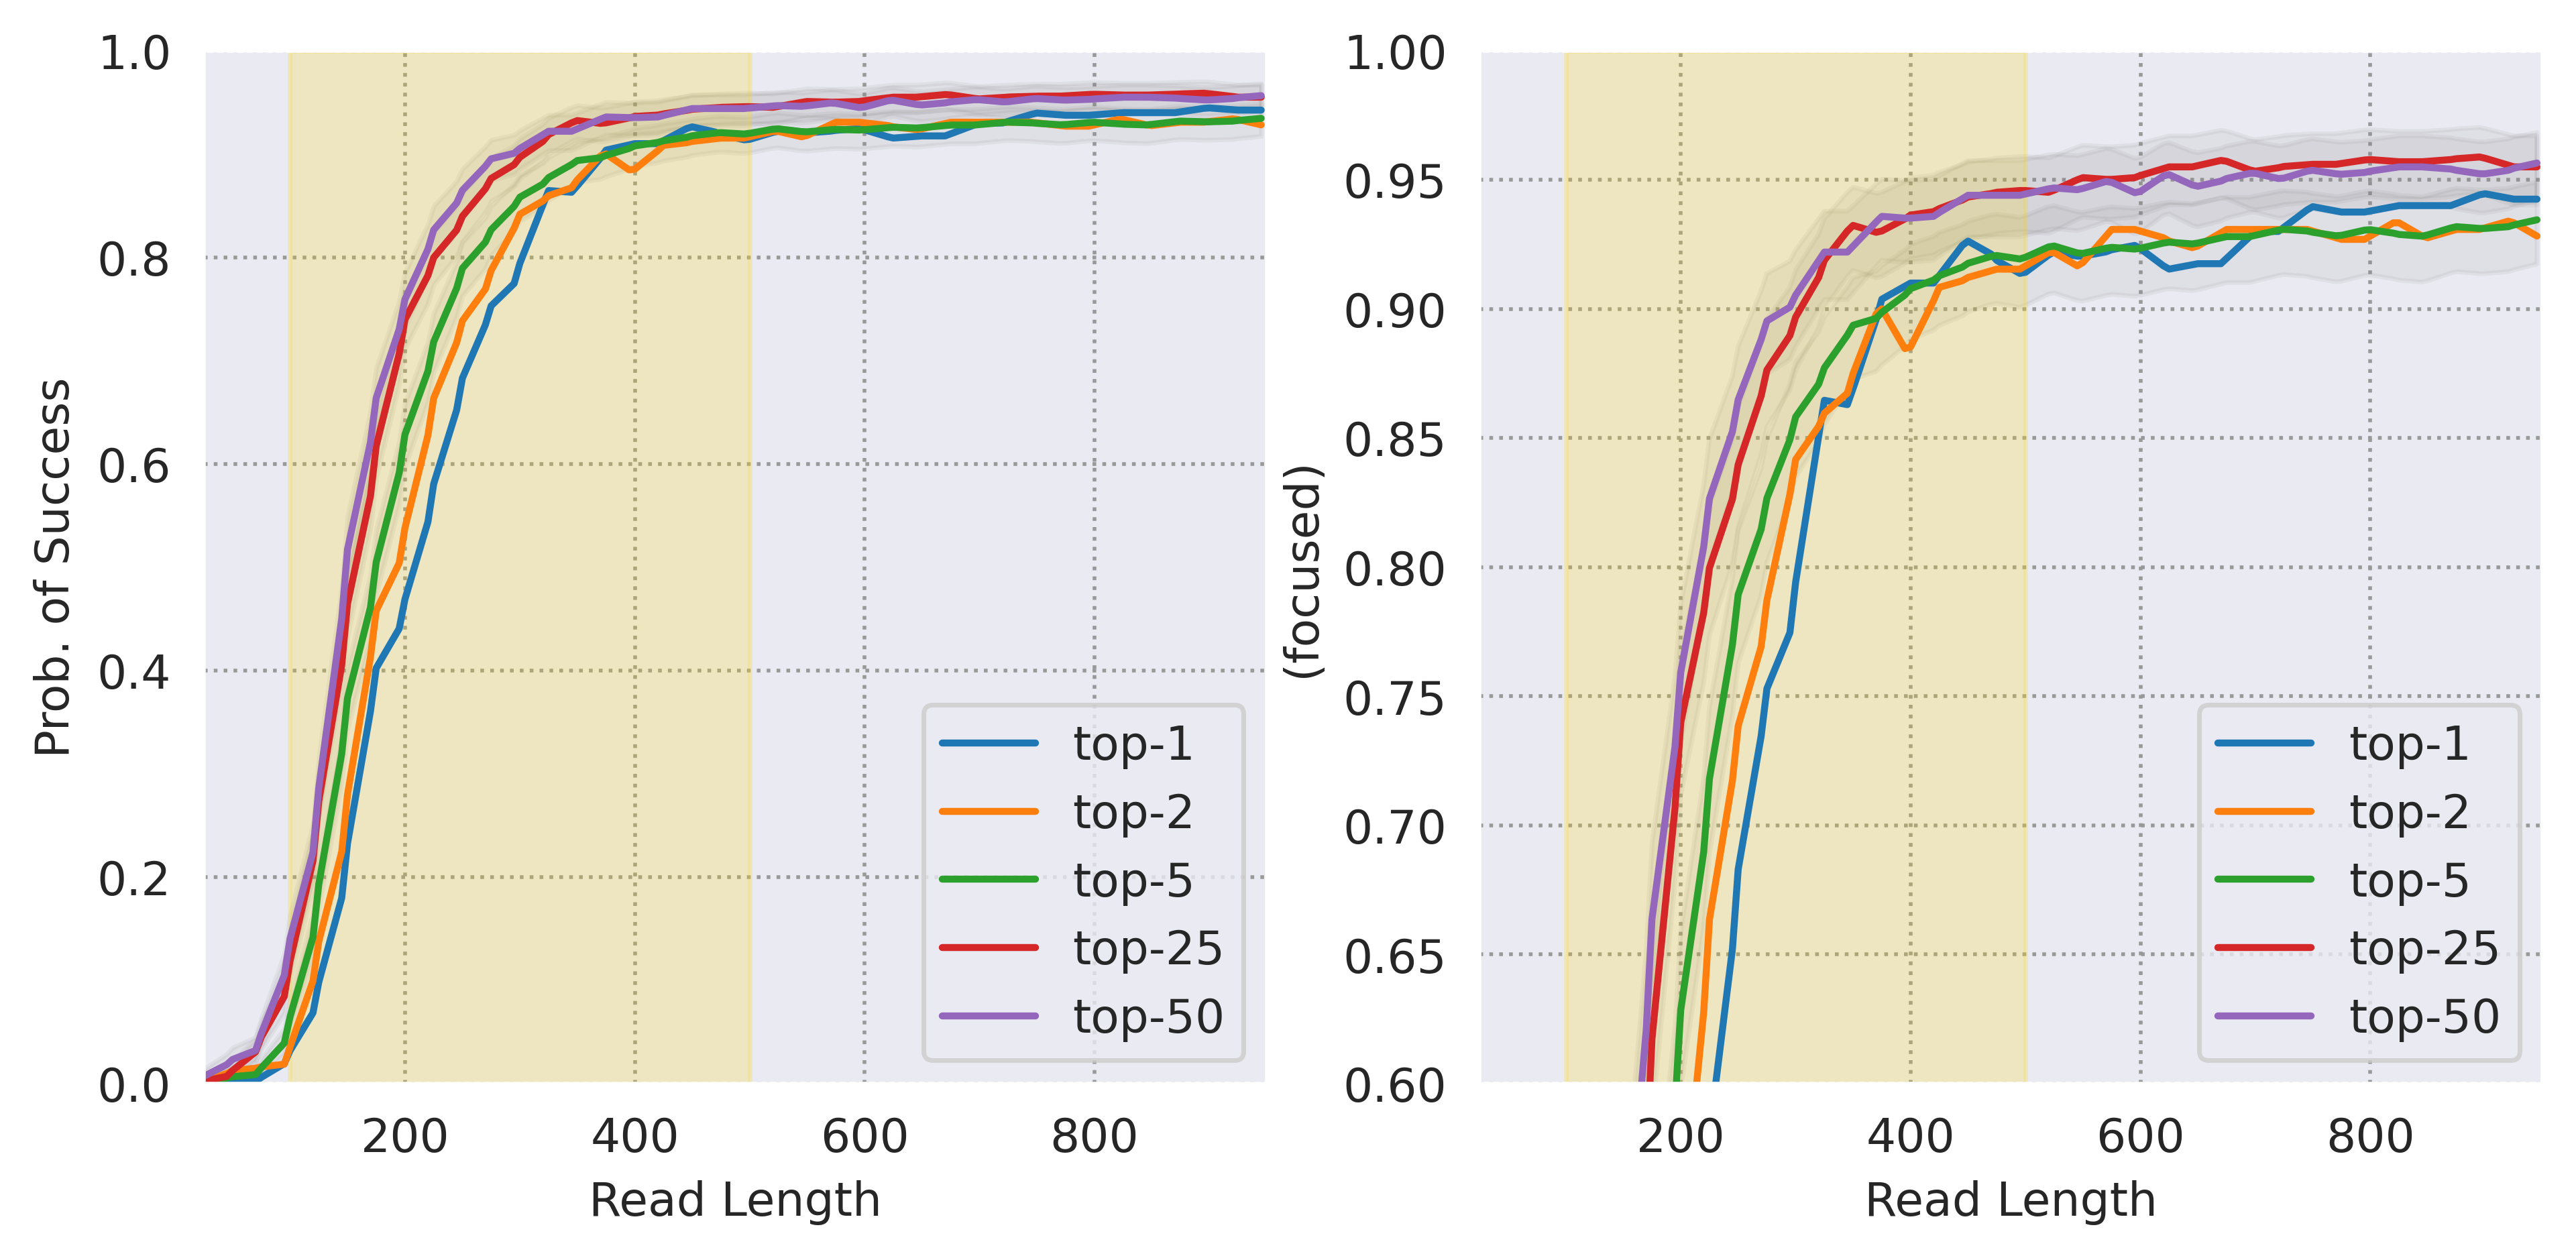 Prob. of Success
1.0
0.8
0.6
0.4
0.2
0.0
200 400 600 800
Read Length
top-1
top-2
top-5
top-25
top-50
(focused)
1.00
0.95
0.90
0.85
0.80
0.75
0.70
0.65
0.60
200 400 600 800
Read Length
top-1
top-2
top-5
top-25
top-50